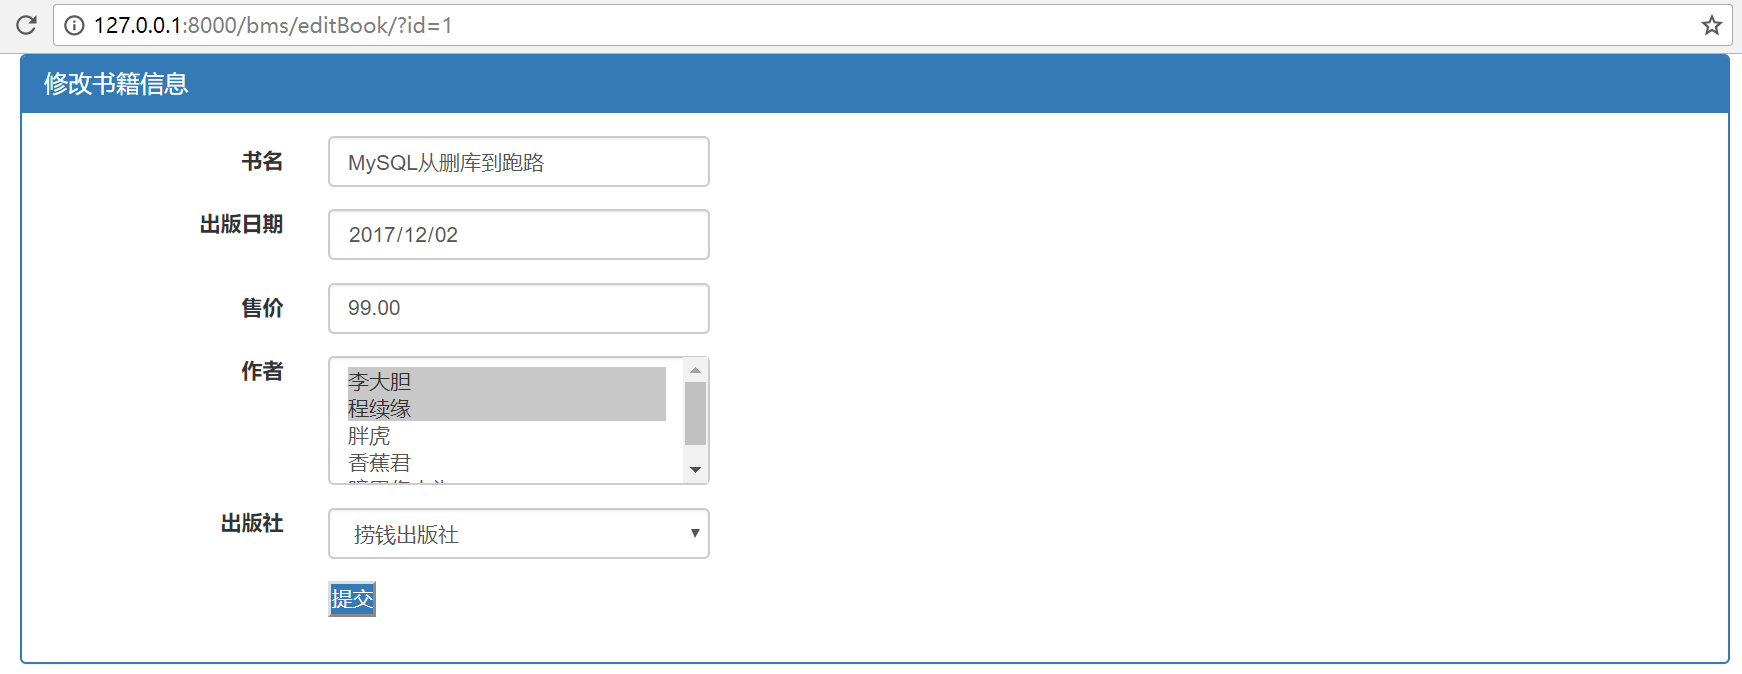 127.0.0.1:8000/bms/editBook/?id=1
修改书籍信息
书名
MySQL从删库到跑路
出版日期
2017/12/02
售价
99.00
作者
李大胆
程续缘
胖虎
香蕉君
出版社
捞钱出版社
提交